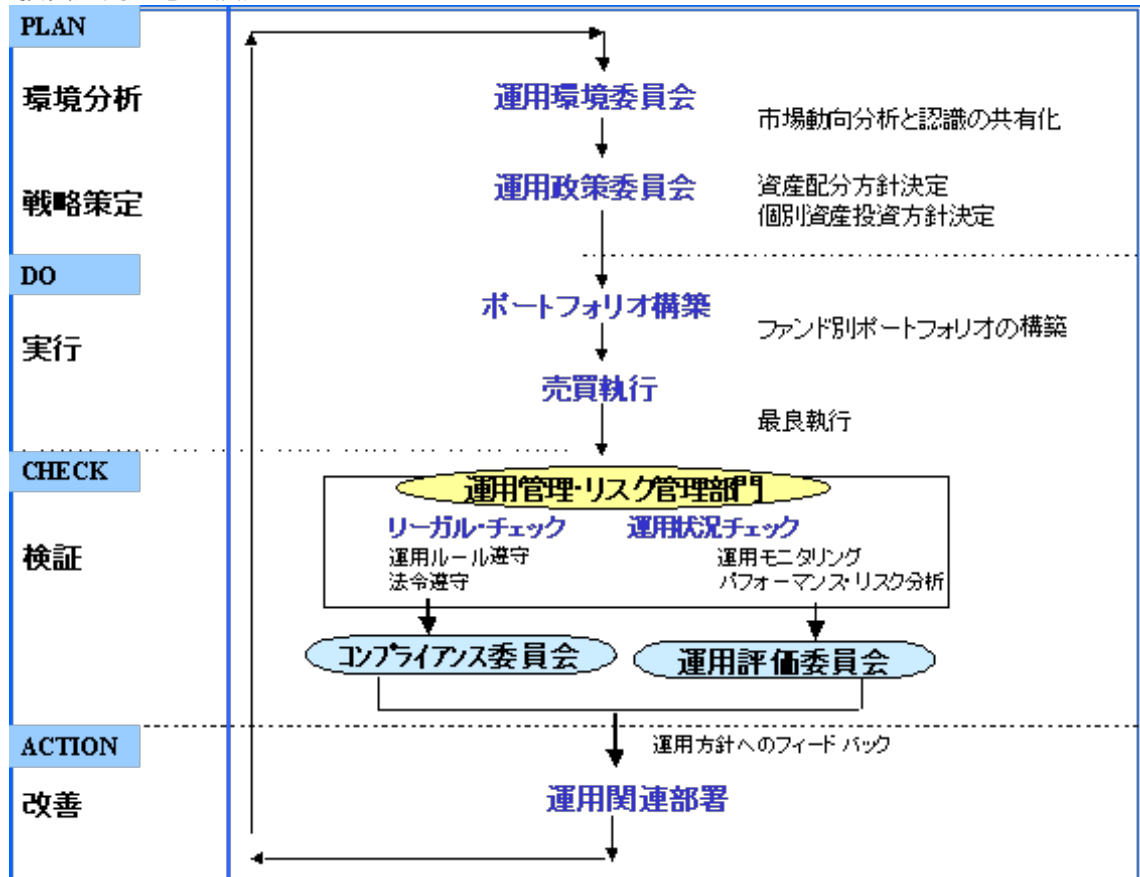 PLAN
環境分析
運用環境委員会
市場動向分析と認識の共有化
戦略策定
運用政策委員会
資産配分方針決定
個別資産投資方針決定
DO
実行
ポートフォリオ構築
ファンド別ポートフォリオの構築
売買執行
最良執行
CHECK
検証
運用管理・リスク管理部門
リーガル・チェック
運用状況チェック
運用ルール遵守
法令遵守
運用モニタリング
パフォーマンス・リスク分析
コンプライアンス委員会
運用評価委員会
ACTION
改善
運用方針へのフィードバック
運用関連部署